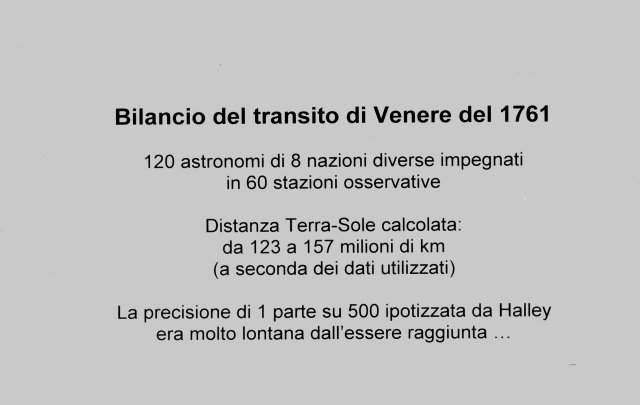 Bilancio del transito di Venere del 1761
120 astronomi di 8 nazioni diverse impegnati
in 60 stazioni osservative
Distanza Terra-Sole calcolata:
da 123 a 157 milioni di km
(a seconda dei dati utilizzati)
La precisione di 1 parte su 500 ipotizzata da Halley
era molto lontana dall’essere raggiunta …